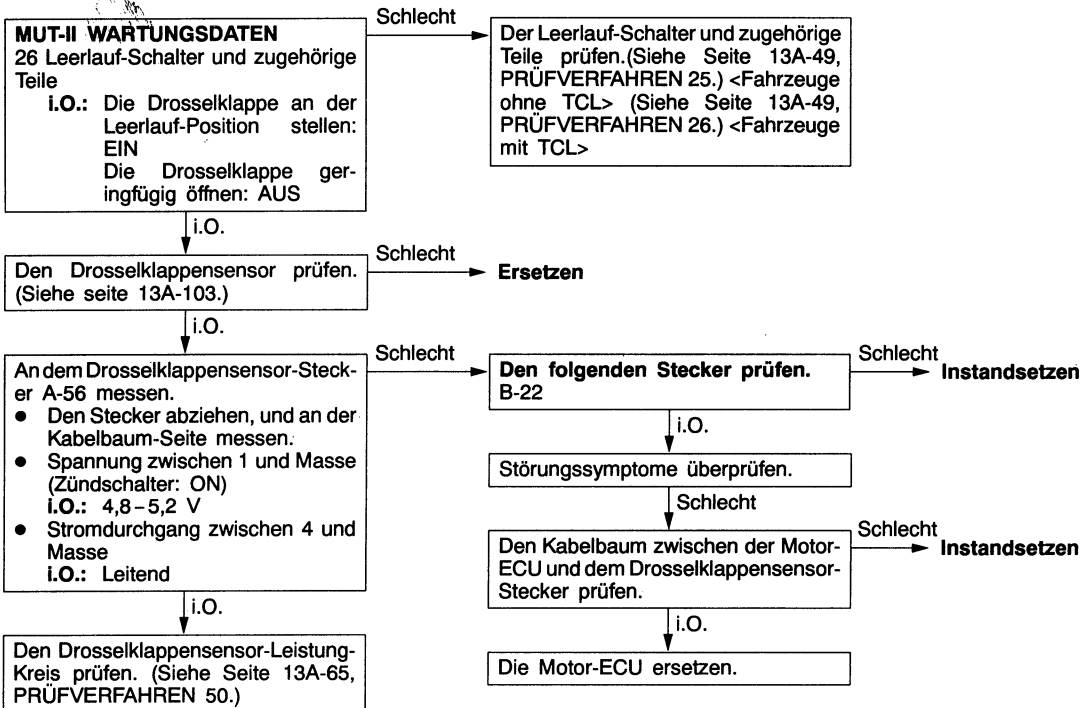 MUT-II WARTUNGSDATEN
26 Leerlauf-Schalter und zugehörige
Teile
i.O.: Die Drosselklappe an der
Leerlauf-Position stellen:
EIN
Die Drosselklappe ger-
ingfügig öffnen: AUS
Schlecht
Der Leerlauf-Schalter und zugehörige
Teile prüfen.(Siehe Seite 13A-49,
PRÜFVERFAHREN 25.) <Fahrzeuge
ohne TCL> (Siehe Seite 13A-49,
PRÜFVERFAHREN 26.) <Fahrzeuge
mit TCL>
i.O.
Den Drosselklappensensor prüfen.
(Siehe seite 13A-103.)
Schlecht
Ersetzen
i.O.
An dem Drosselklappensensor-Steck-
er A-56 messen.
● Den Stecker abziehen, und an der
Kabelbaum-Seite messen.
● Spannung zwischen 1 und Masse
(Zündschalter: ON)
i.O.: 4,8–5,2 V
● Stromdurchgang zwischen 4 und
Masse
i.O.: Leitend
Schlecht
Den folgenden Stecker prüfen.
B-22
Schlecht
Instandsetzen
i.O.
Störungssymptome überprüfen.
Schlecht
Den Kabelbaum zwischen der Motor-
ECU und dem Drosselklappensensor-
Stecker prüfen.
Schlecht
Instandsetzen
i.O.
Die Motor-ECU ersetzen.
i.O.
Den Drosselklappensensor-Leistung-
Kreis prüfen. (Siehe Seite 13A-65,
PRÜFVERFAHREN 50.)